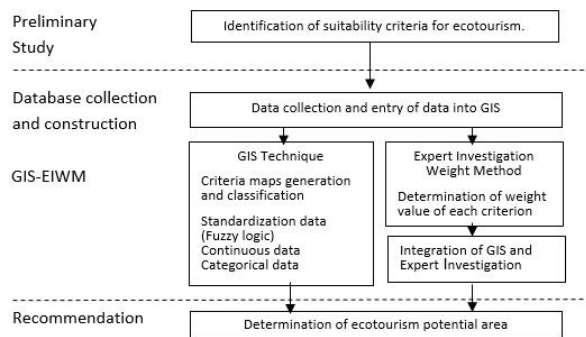 Preliminary
Study
Identification of suitability criteria for ecotourism.
Database collection
and construction
Data collection and entry of data into GIS
GIS-EIWM
GIS Technique
Criteria maps generation
and classification
Standardization data
(Fuzzy logic)
Continuous data
Categorical data
Expert Investigation
Weight Method
Determination of weight
value of each criterion
Integration of GIS and
Expert Investigation
Recommendation
Determination of ecotourism potential area